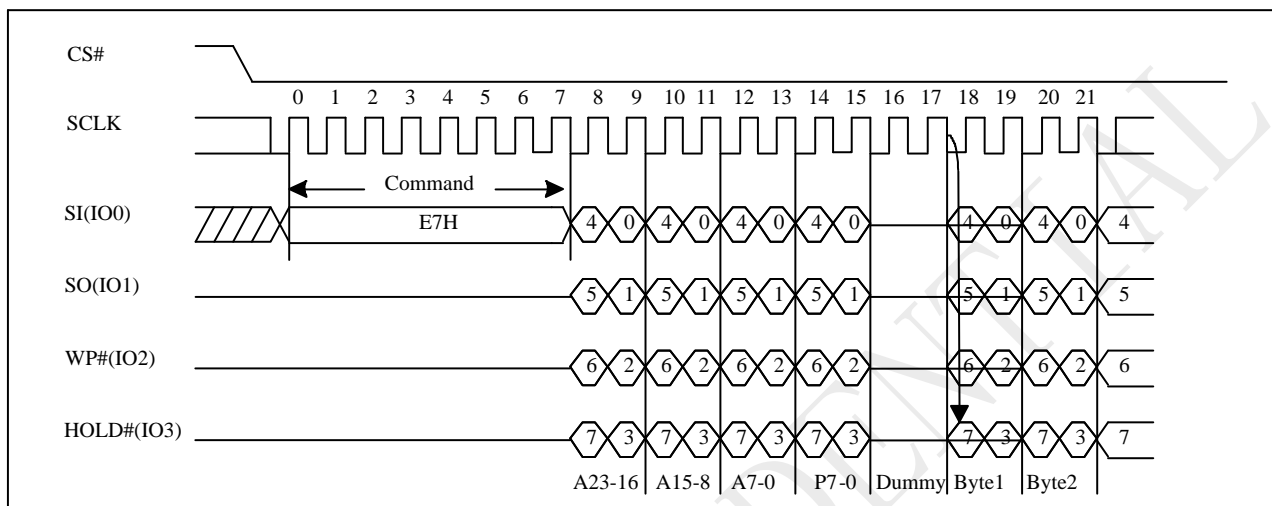 CS#
0 1 2 3 4 5 6 7 8 9 10 11 12 13 14 15 16 17 18 19 20 21
SCLK
Command
SI(IO0)
E7H
4 0 4 0 4 0 4 0 4 0 4 0 4
SO(IO1)
5 1 5 1 5 1 5 1 5 1 5 1 5
WP#(IO2)
6 2 6 2 6 2 6 2 6 2 6 2 6
HOLD#(IO3)
7 3 7 3 7 3 7 3 7 3 7 3 7
A23-16 A15-8 A7-0 P7-0 Dummy Byte1 Byte2
DENTIAL